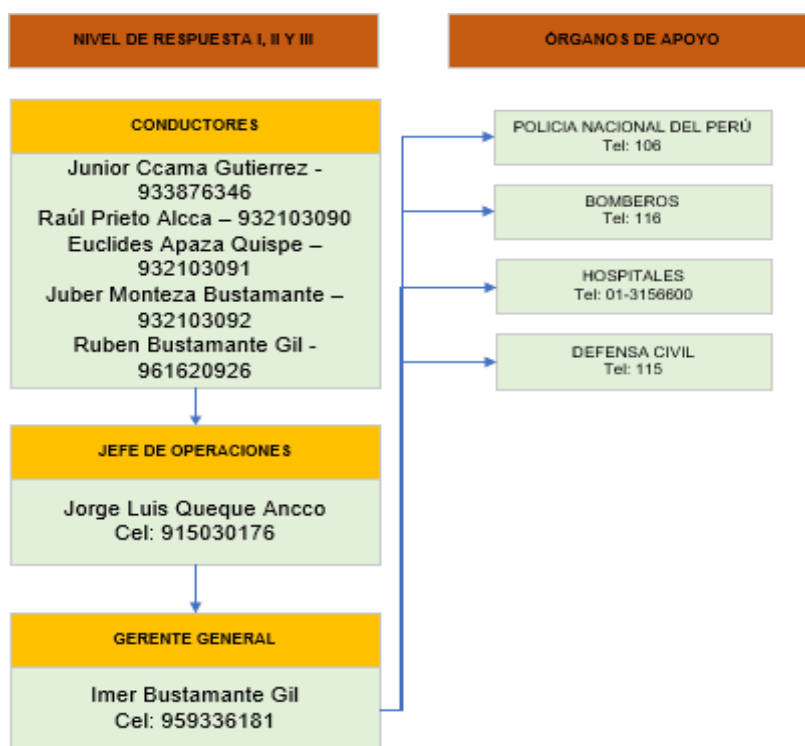 NIVEL DE RESPUESTA I, II Y III
CONDUCTORES
Junior Ccama Gutierrez -
933876346
Raúl Prieto Alcca – 932103090
Euclides Apaza Quispe –
932103091
Juber Monteza Bustamante –
932103092
Ruben Bustamante Gil -
961620926
JEFE DE OPERACIONES
Jorge Luis Queque Ancco
Cel: 915030176
GERENTE GENERAL
Imer Bustamante Gil
Cel: 959336181
ÓRGANOS DE APOYO
POLICIA NACIONAL DEL PERÚ
Tel: 106
BOMBEROS
Tel: 116
HOSPITALES
Tel: 01-3156600
DEFENSA CIVIL
Tel: 115